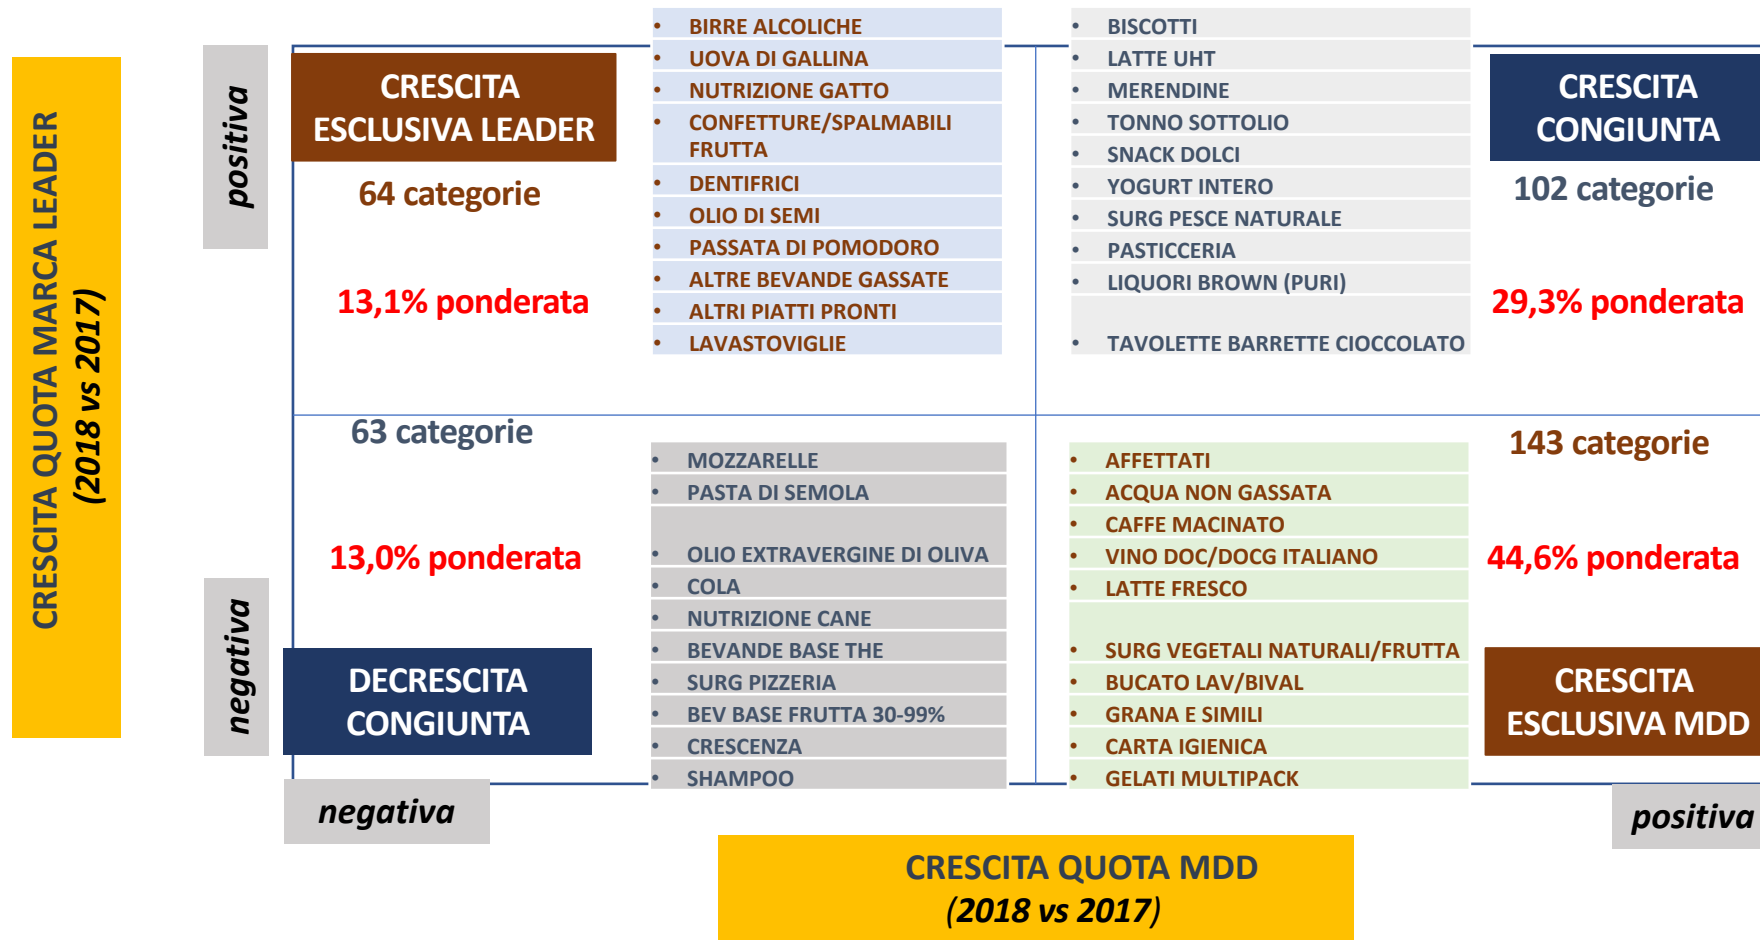 CRESCITA QUOTA MARCA LEADER
(2018 vs 2017)
positiva
CRESCITA
ESCLUSIVA LEADER
64 categorie
13,1% ponderata
• BIRRE ALCOLICHE
• UOVA DI GALLINA
• NUTRIZIONE GATTO
• CONFETTURE/SPALMABILI
FRUTTA
• DENTIFRICI
• OLIO DI SEMI
• PASSATA DI POMODORO
• ALTRE BEVANDE GASSATE
• ALTRI PIATTI PRONTI
• LAVASTOVIGLIE
• BISCOTTI
• LATTE UHT
• MERENDINE
• TONNO SOTTOLIO
• SNACK DOLCI
• YOGURT INTERO
• SURG PESCE NATURALE
• PASTICCERIA
• LIQUORI BROWN (PURI)
• TAVOLETTE BARRETTE CIOCCOLATO
CRESCITA
CONGIUNTA
102 categorie
29,3% ponderata
negativa
63 categorie
13,0% ponderata
DECRESCITA
CONGIUNTA
• MOZZARELLE
• PASTA DI SEMOLA
• OLIO EXTRAVERGINE DI OLIVA
• COLA
• NUTRIZIONE CANE
• BEVANDE BASE THE
• SURG PIZZERIA
• BEV BASE FRUTTA 30-99%
• CRESCENZA
• SHAMPOO
• AFFETTATI
• ACQUA NON GASSATA
• CAFFE MACINATO
• VINO DOC/DOCG ITALIANO
• LATTE FRESCO
• SURG VEGETALI NATURALI/FRUTTA
• BUCATO LAV/BIVAL
• GRANA E SIMILI
• CARTA IGIENICA
• GELATI MULTIPACK
143 categorie
44,6% ponderata
CRESCITA
ESCLUSIVA MDD
negativa
positiva
CRESCITA QUOTA MDD
(2018 vs 2017)